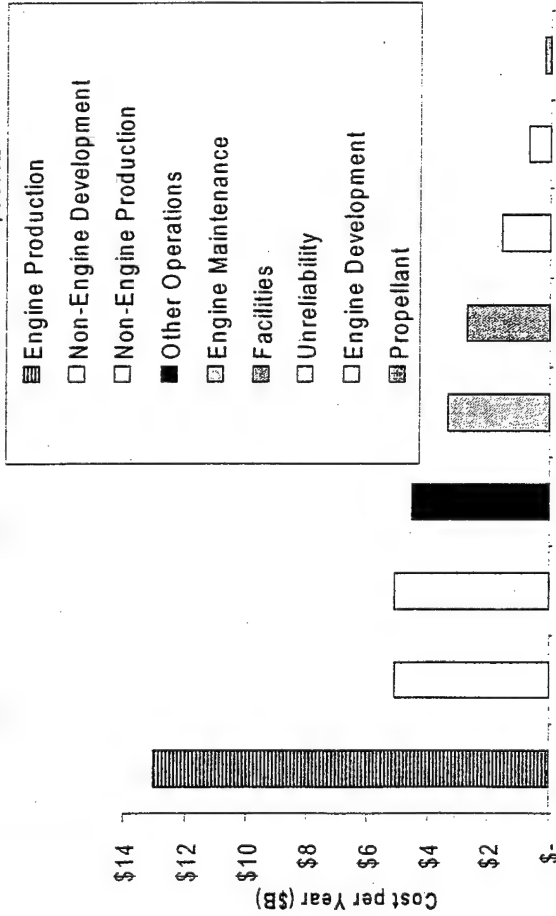 Engine Production
Non-Engine Development
Non-Engine Production
Other Operations
Engine Maintenance
Facilities
Unreliability
Engine Development
Propellant
$14
$12
$10
$8
$6
$4
$2
$-
Cost per Year ($B)